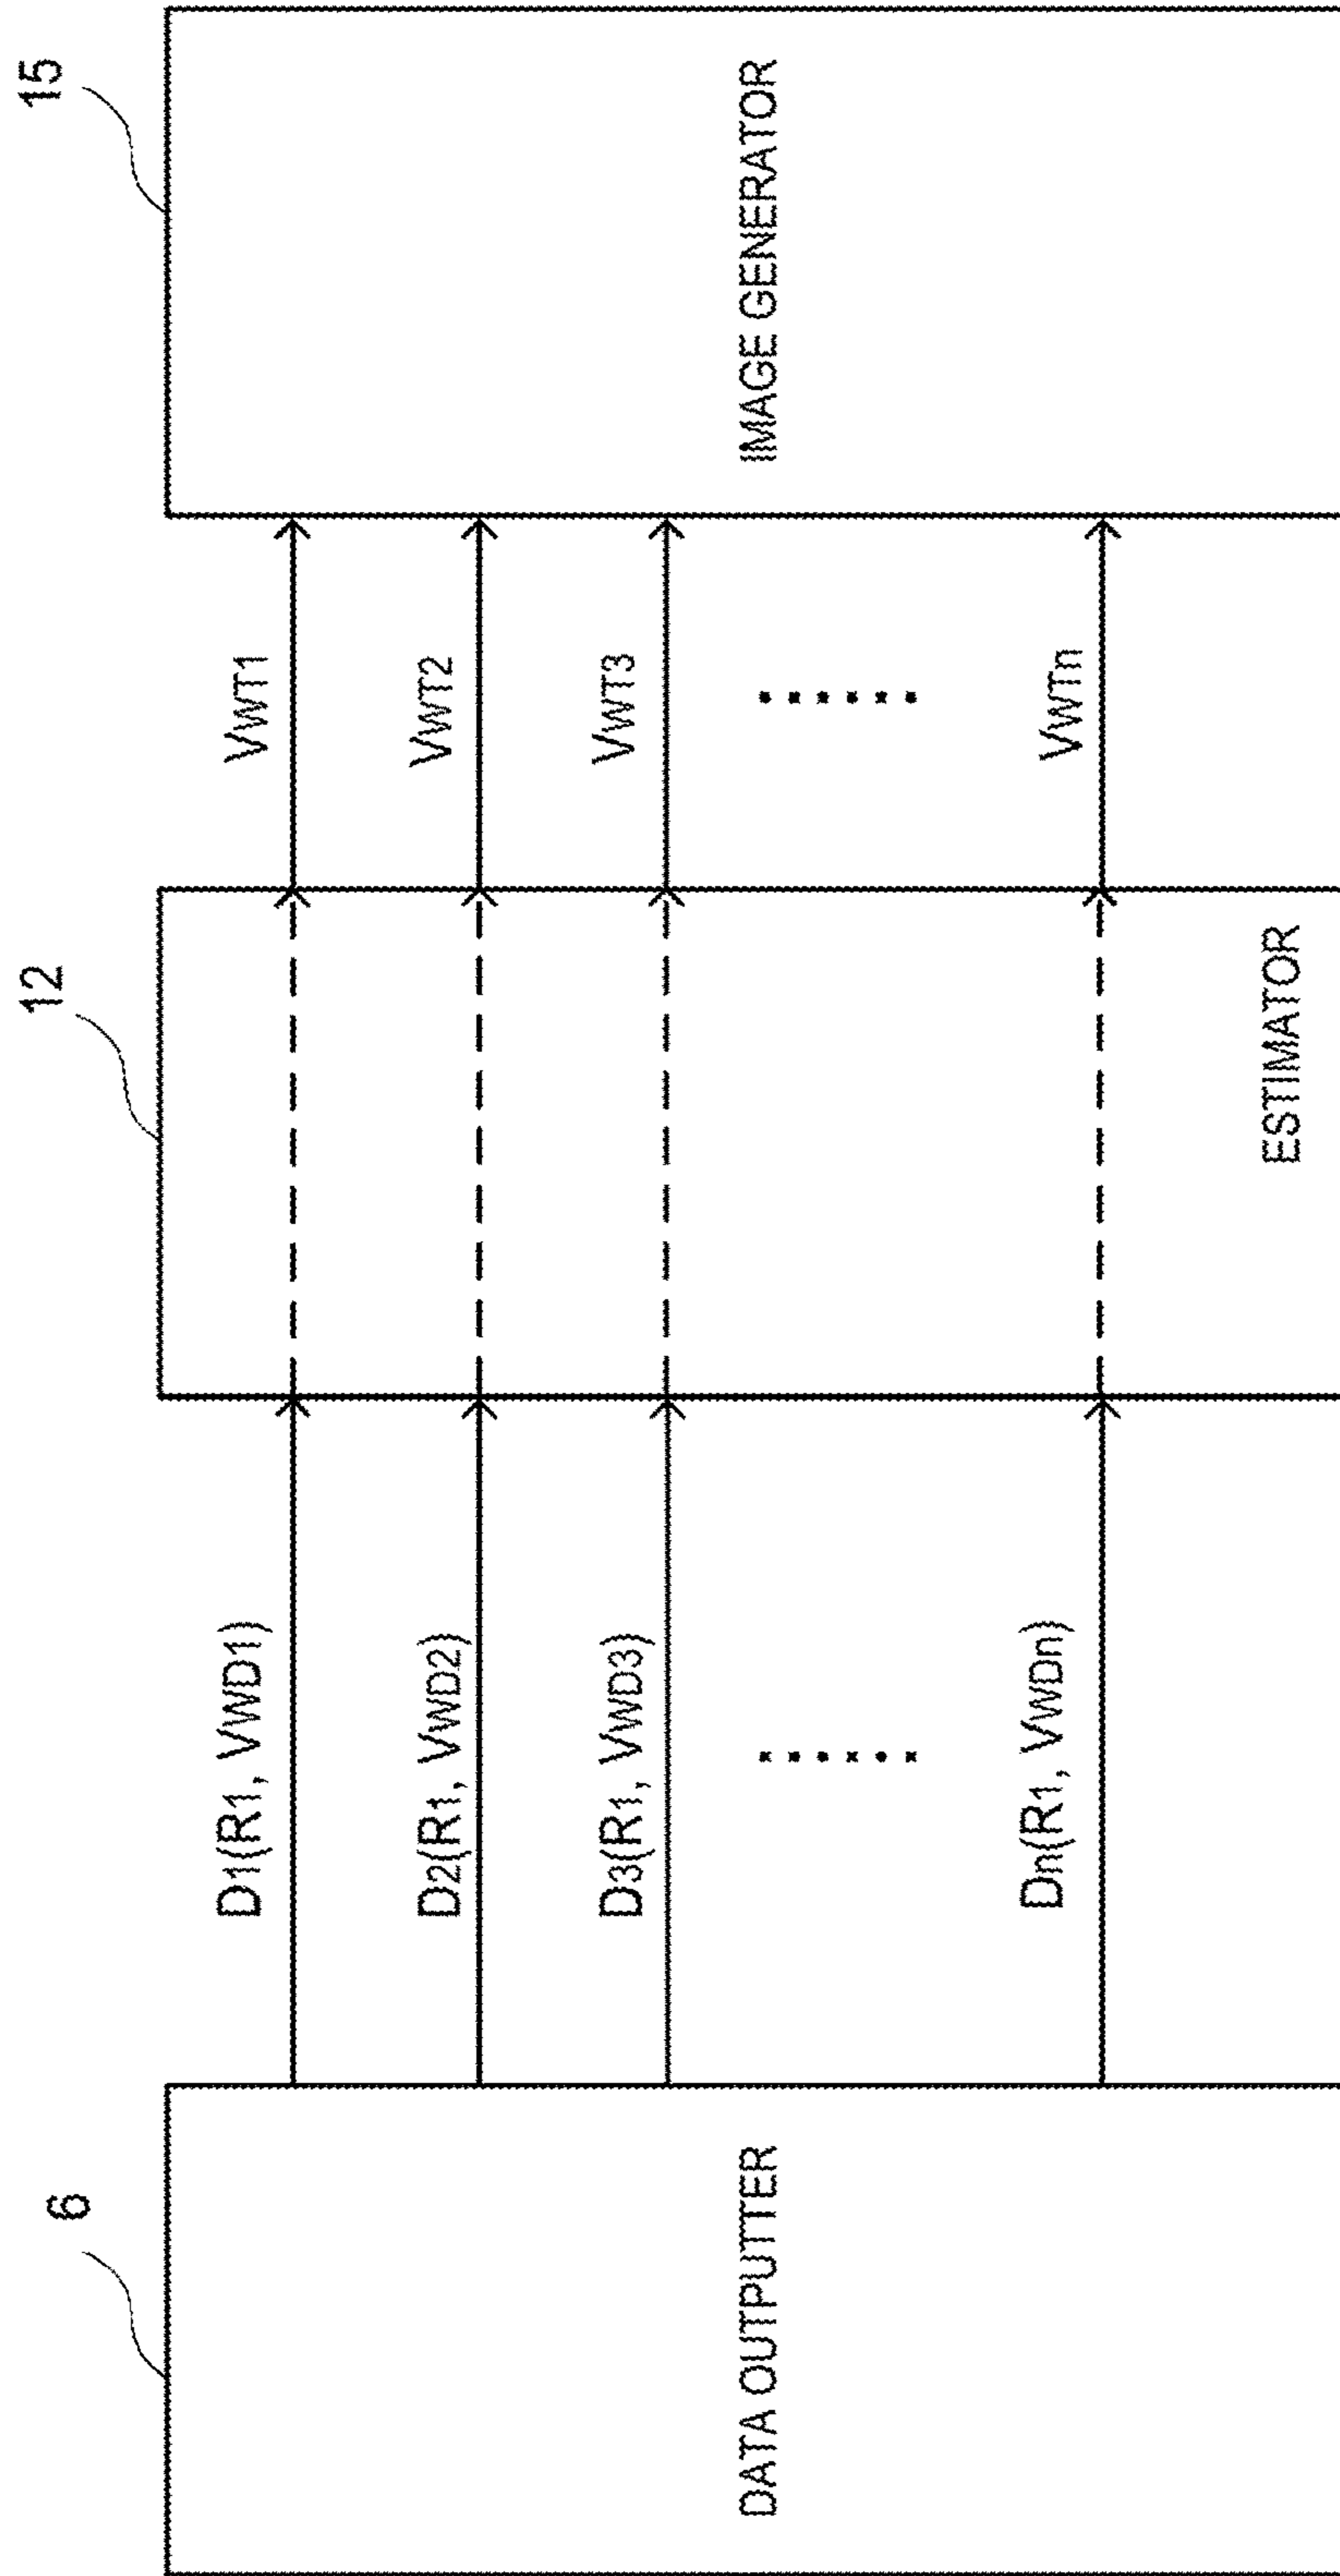 6
12
15
DATA OUTPUTTER
D1(R1, VWD1)
D2(R1, VWD2)
D3(R1, VWD3)
......
Dn(R1, VWDn)
ESTIMATOR
VWT1
VWT2
VWT3
......
VWTn
IMAGE GENERATOR